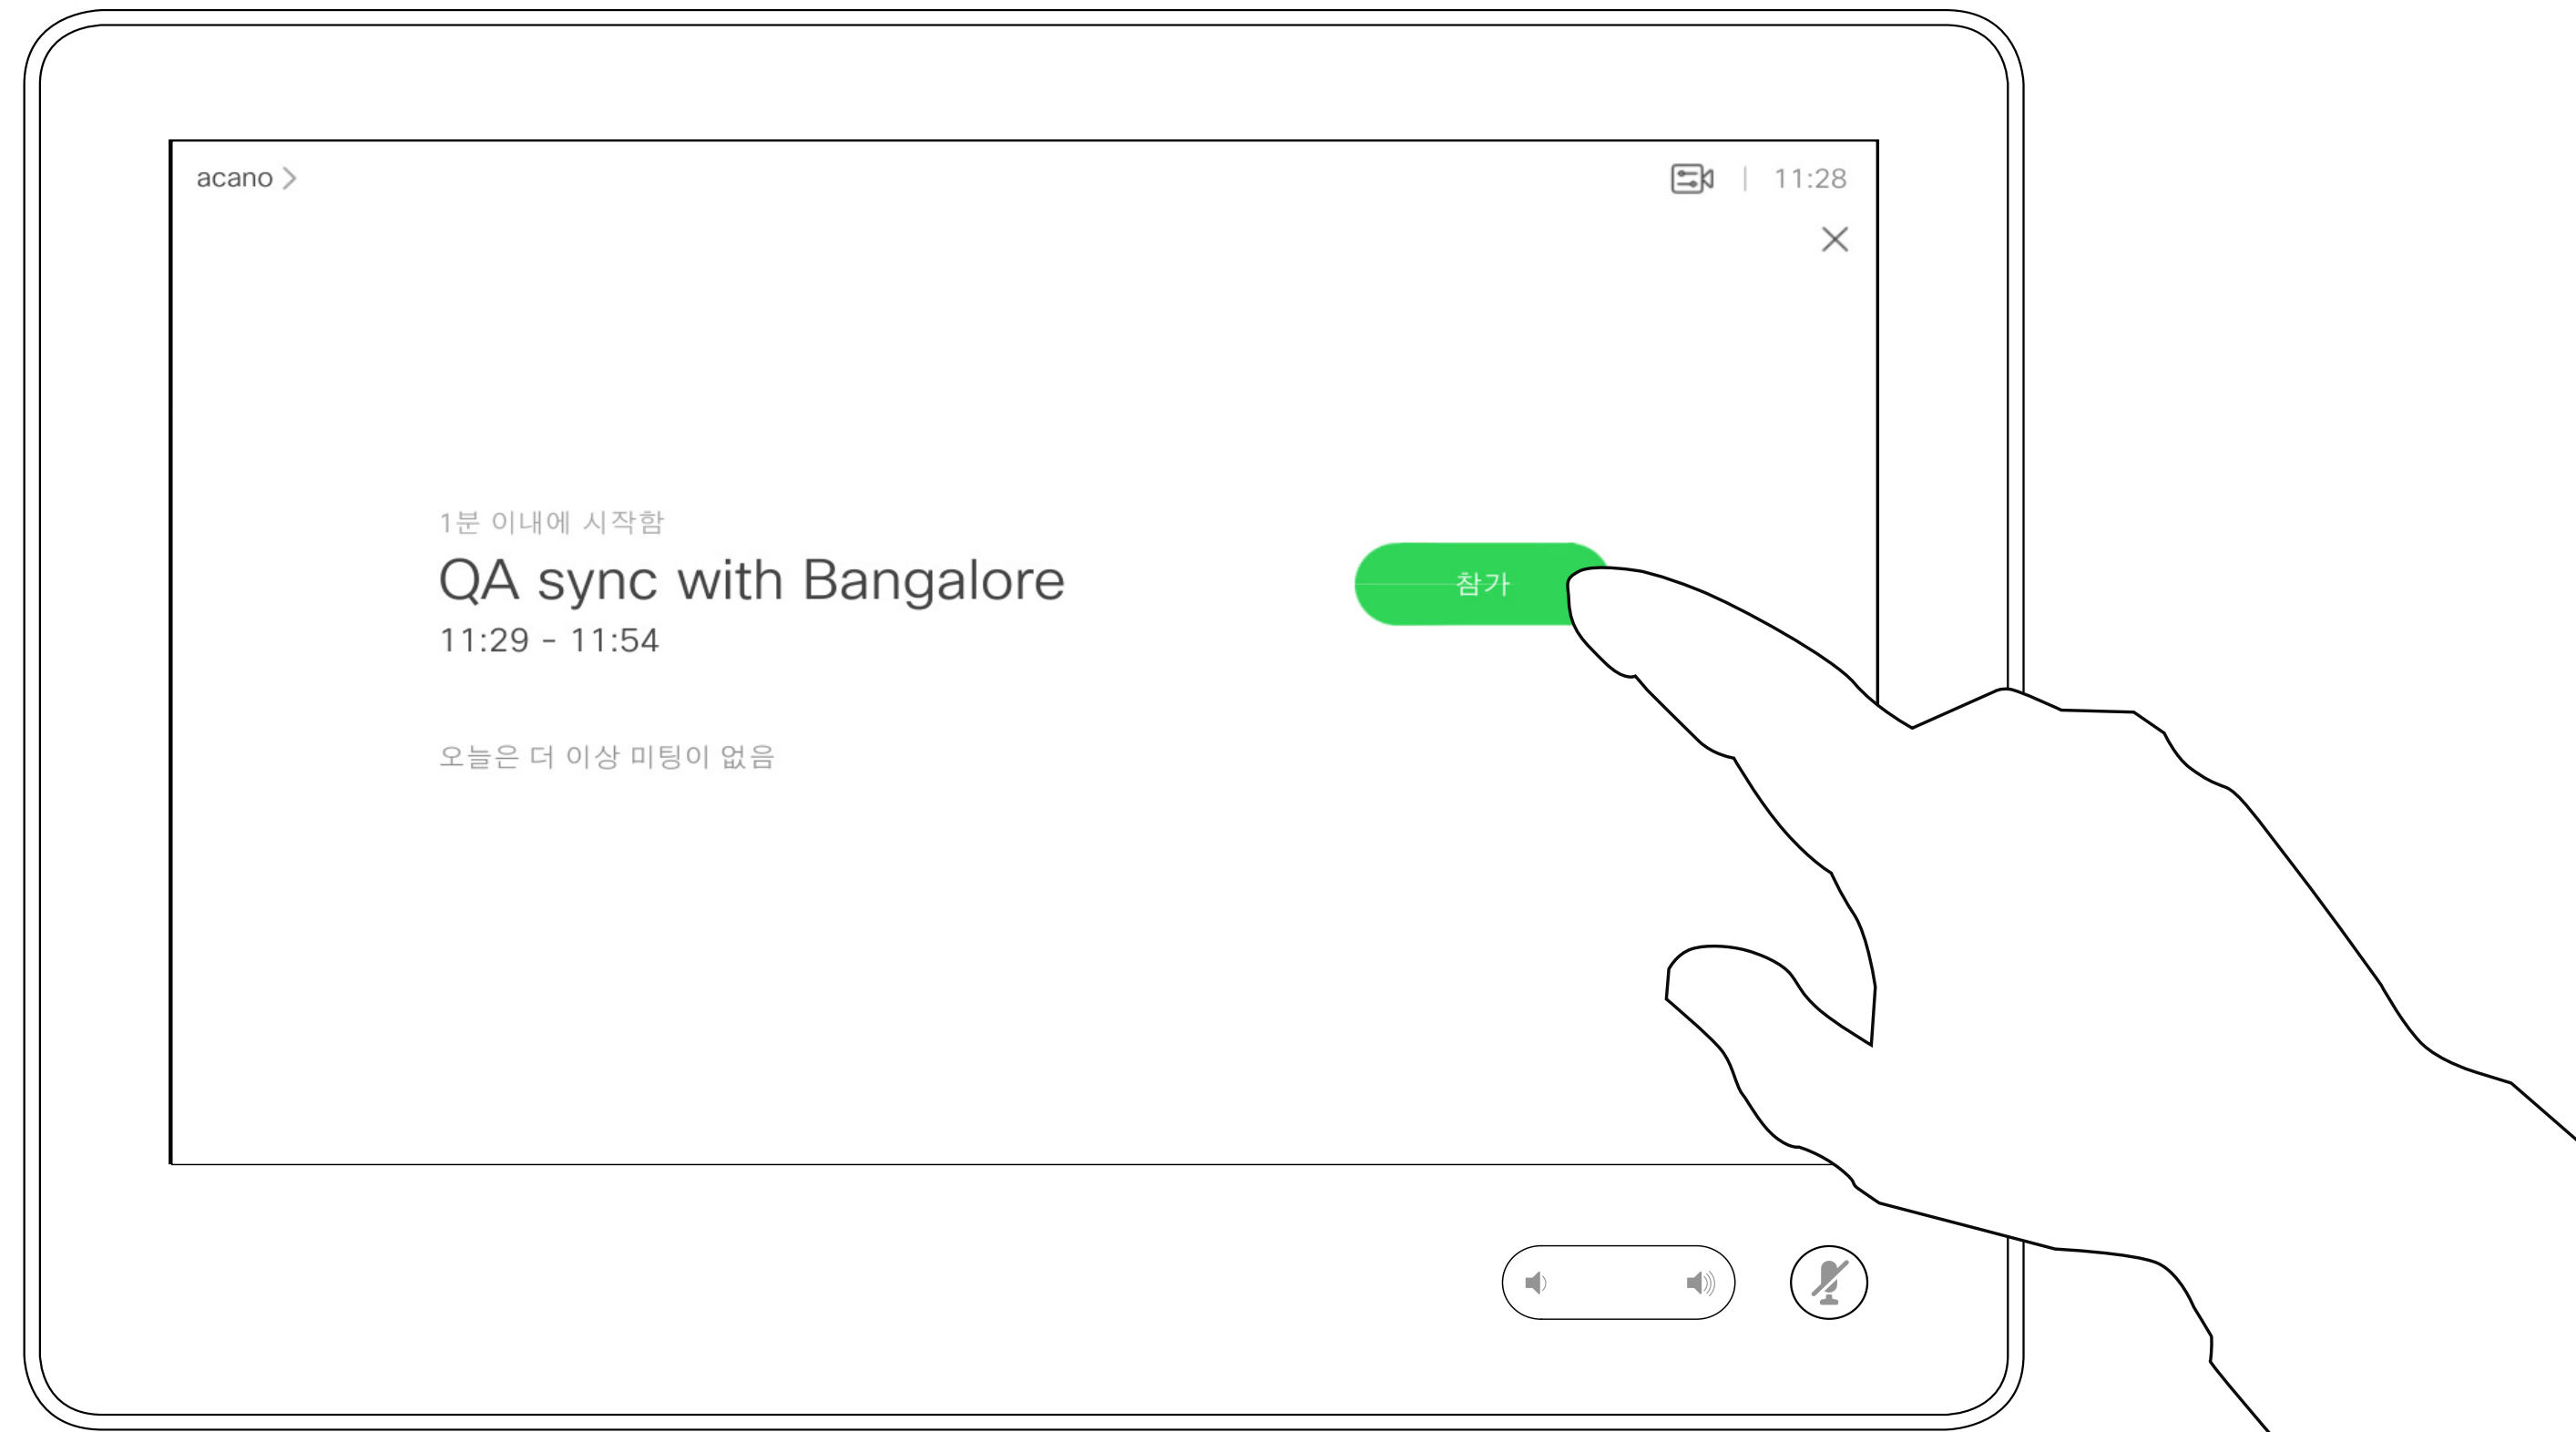 acano
11:28
1분 이내에 시작함
QA sync with Bangalore
11:29 - 11:54
참가
오늘은 더 이상 미팅이 없음